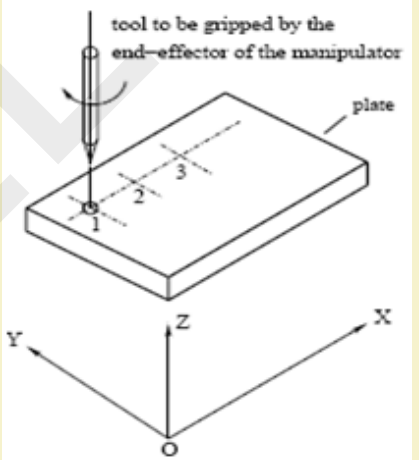 tool to be gripped by the
end-effector of the manipulator
plate
3
2
1
Z
X
Y
O